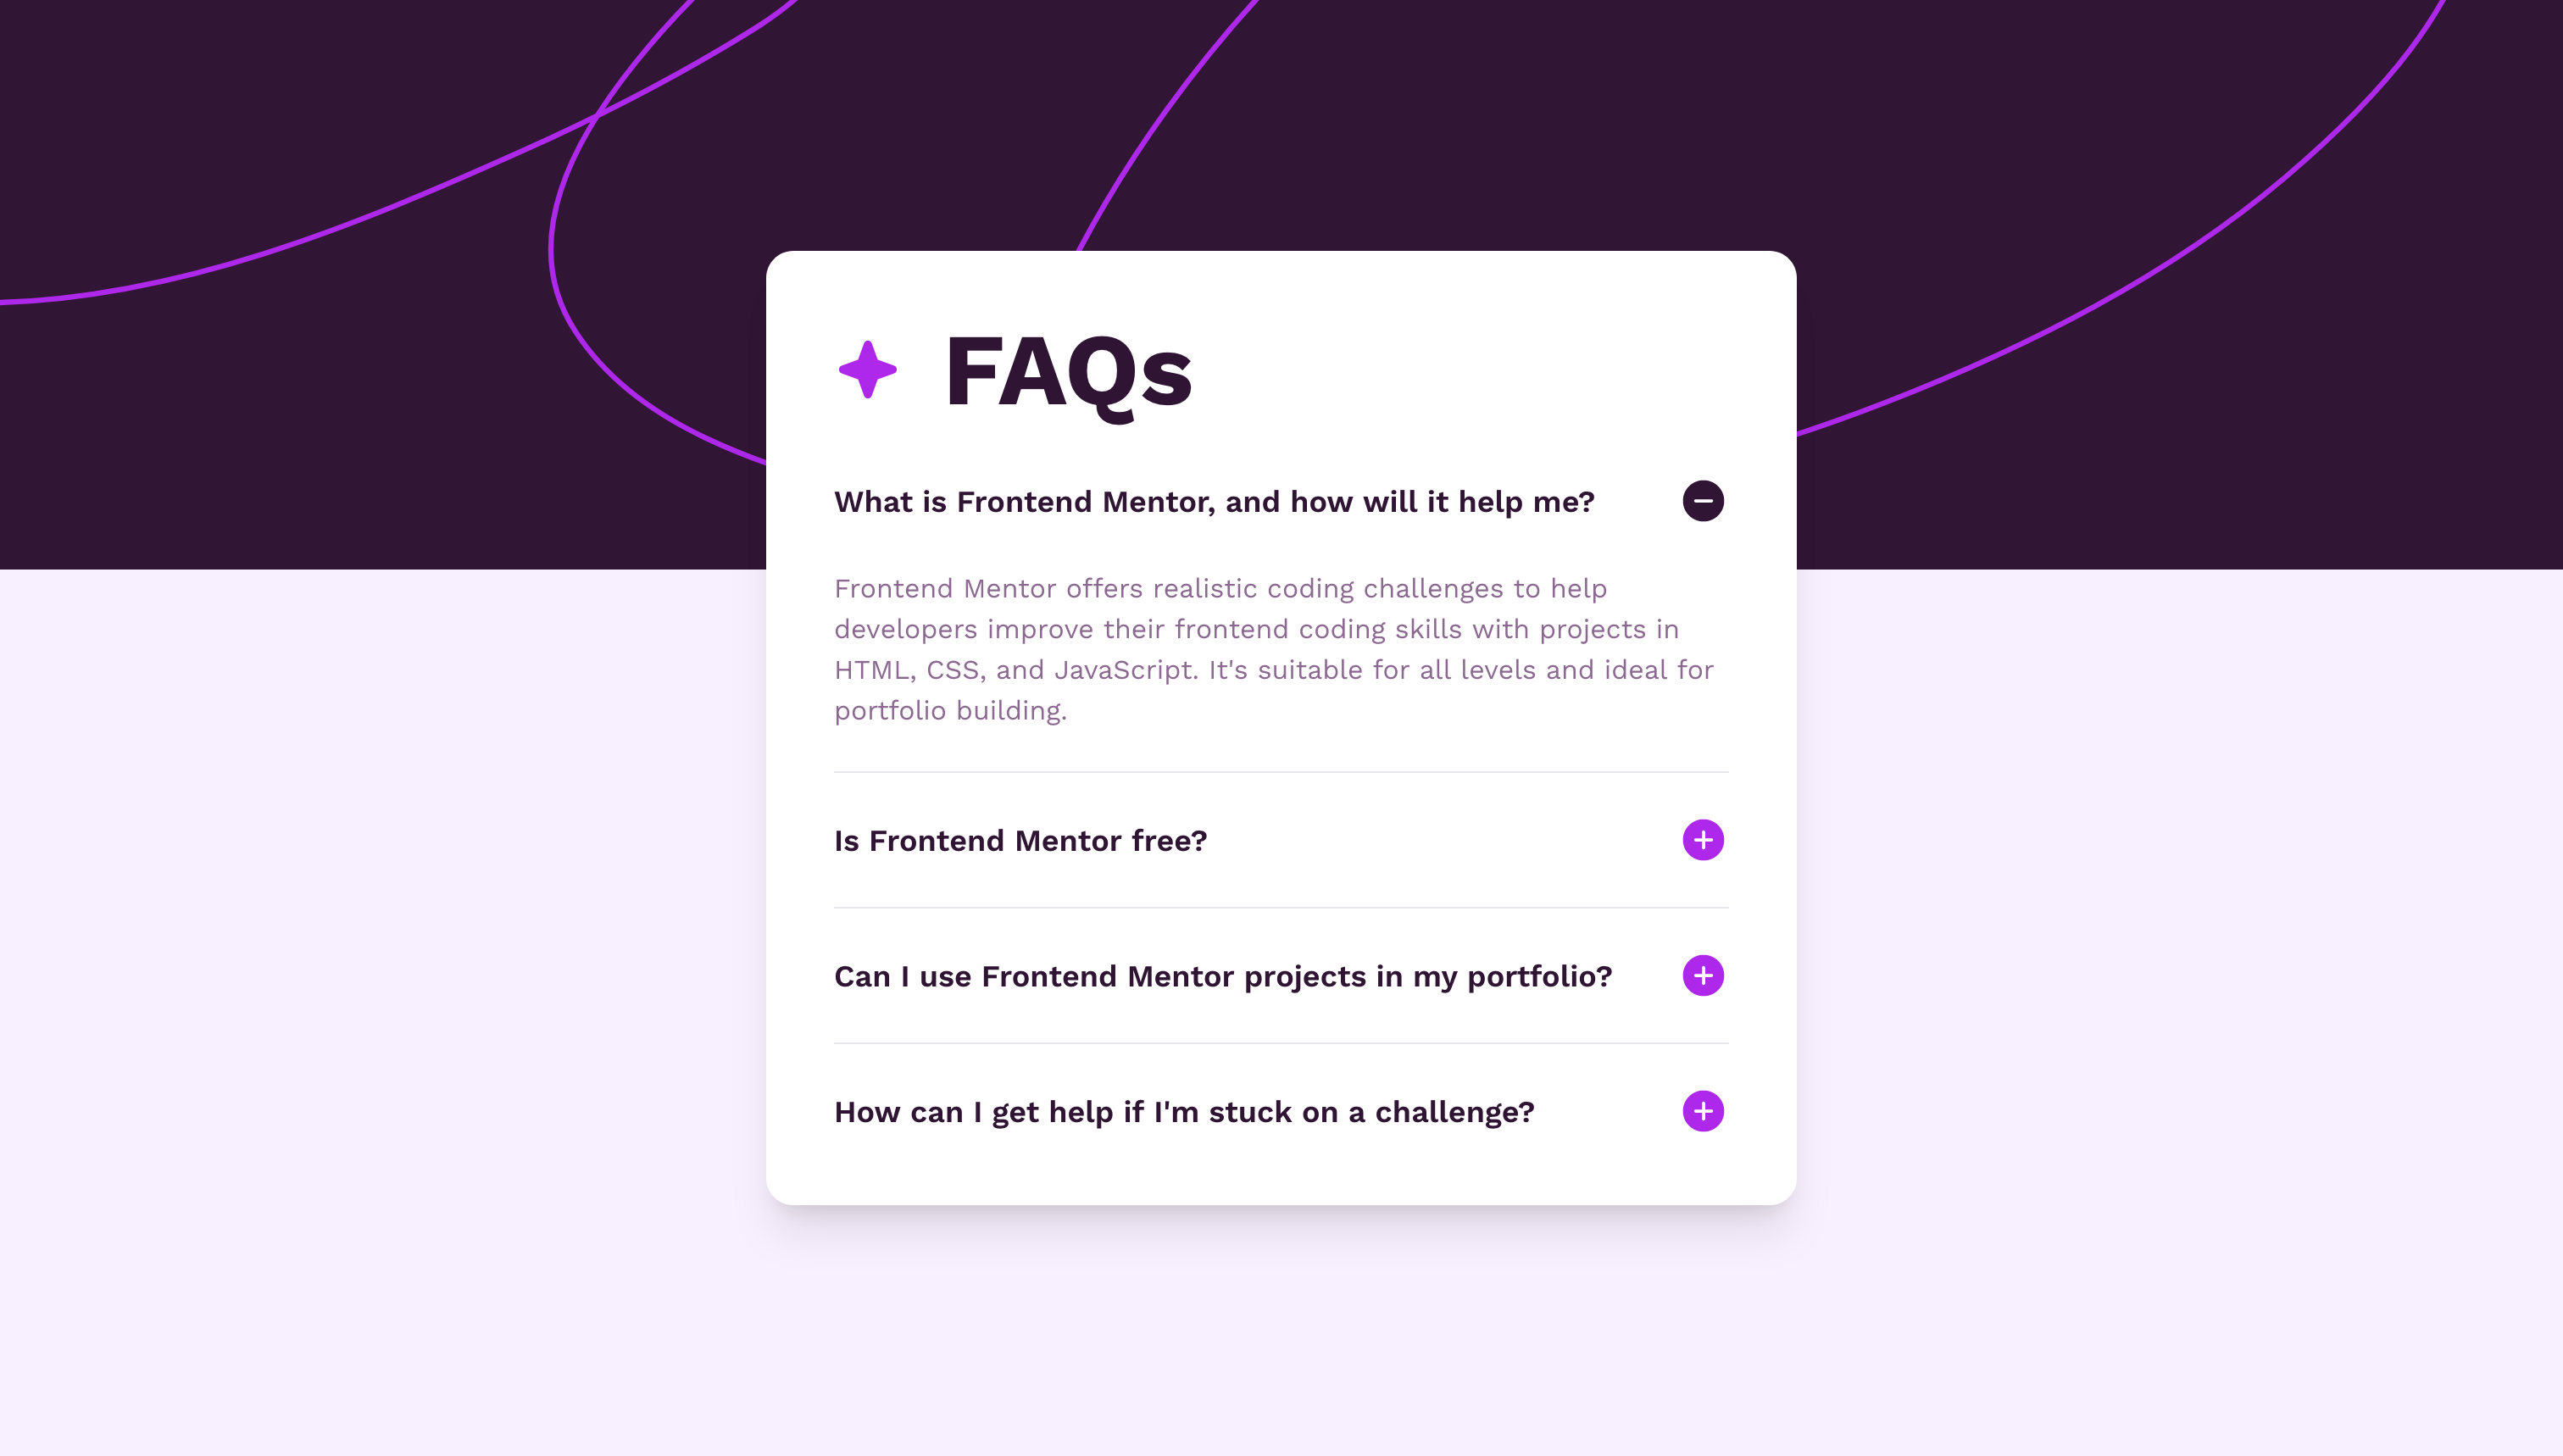 FAQs
What is Frontend Mentor, and how will it help me?
Frontend Mentor offers realistic coding challenges to help
developers improve their frontend coding skills with projects in
HTML, CSS, and JavaScript. It's suitable for all levels and ideal for
portfolio building.
Is Frontend Mentor free?
Can I use Frontend Mentor projects in my portfolio?
How can I get help if I'm stuck on a challenge?